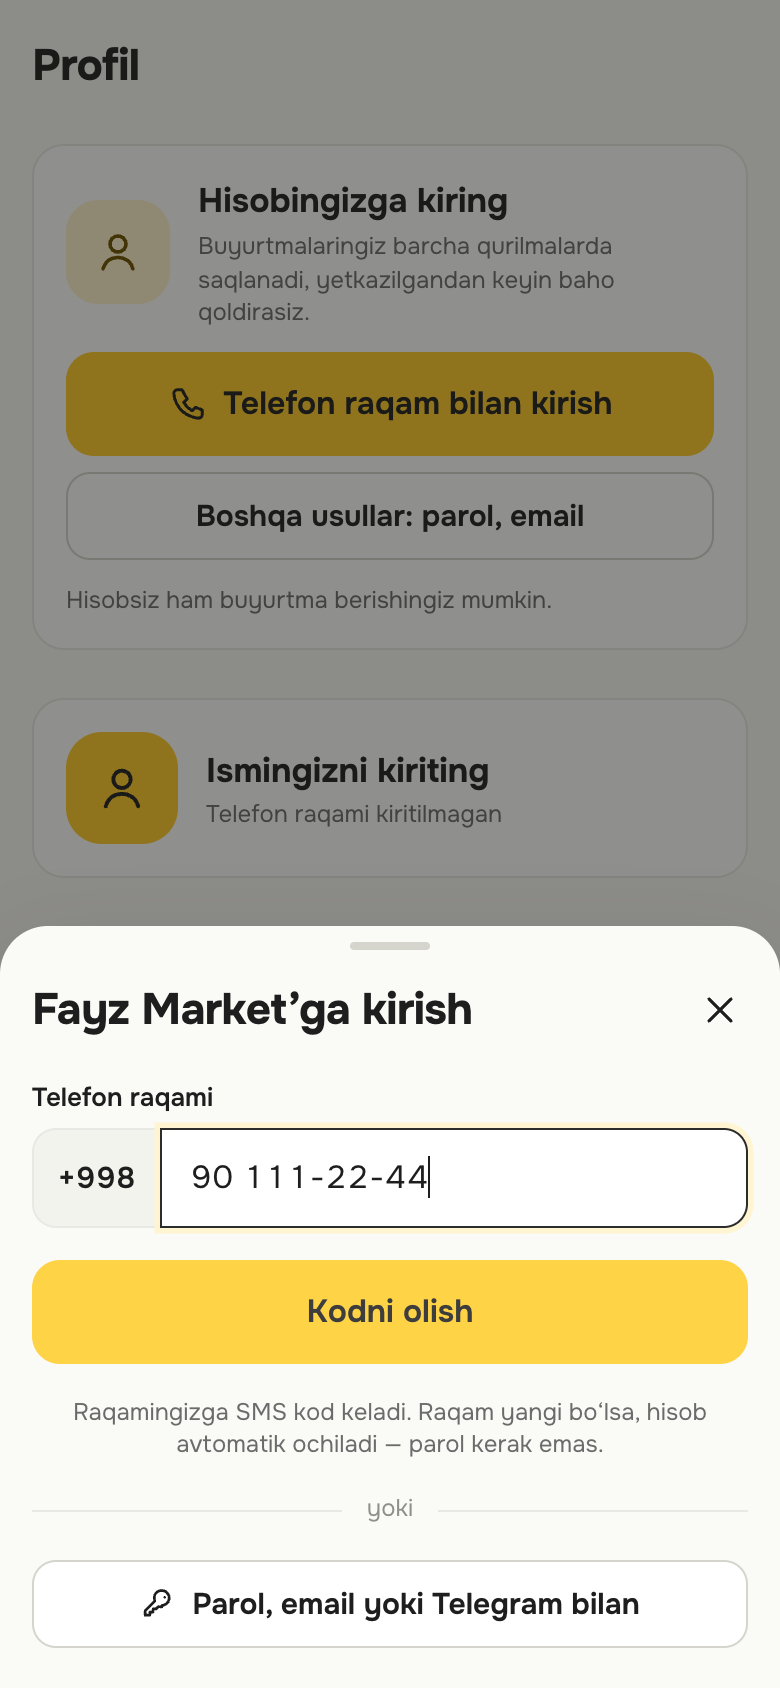 Profil
Hisobingizga kiring
Buyurtmalaringiz barcha qurilmalarda
saqlanadi, yetkazilgandan keyin baho
qoldirasiz.
Telefon raqam bilan kirish
Boshqa usullar: parol, email
Hisobsiz ham buyurtma berishingiz mumkin.
Ismingizni kiriting
Telefon raqami kiritilmagan
Fayz Market’ga kirish
Telefon raqami
+998 90 111-22-44
Kodni olish
Raqamingizga SMS kod keladi. Raqam yangi bo‘lsa, hisob
avtomatik ochiladi — parol kerak emas.
yoki
Parol, email yoki Telegram bilan